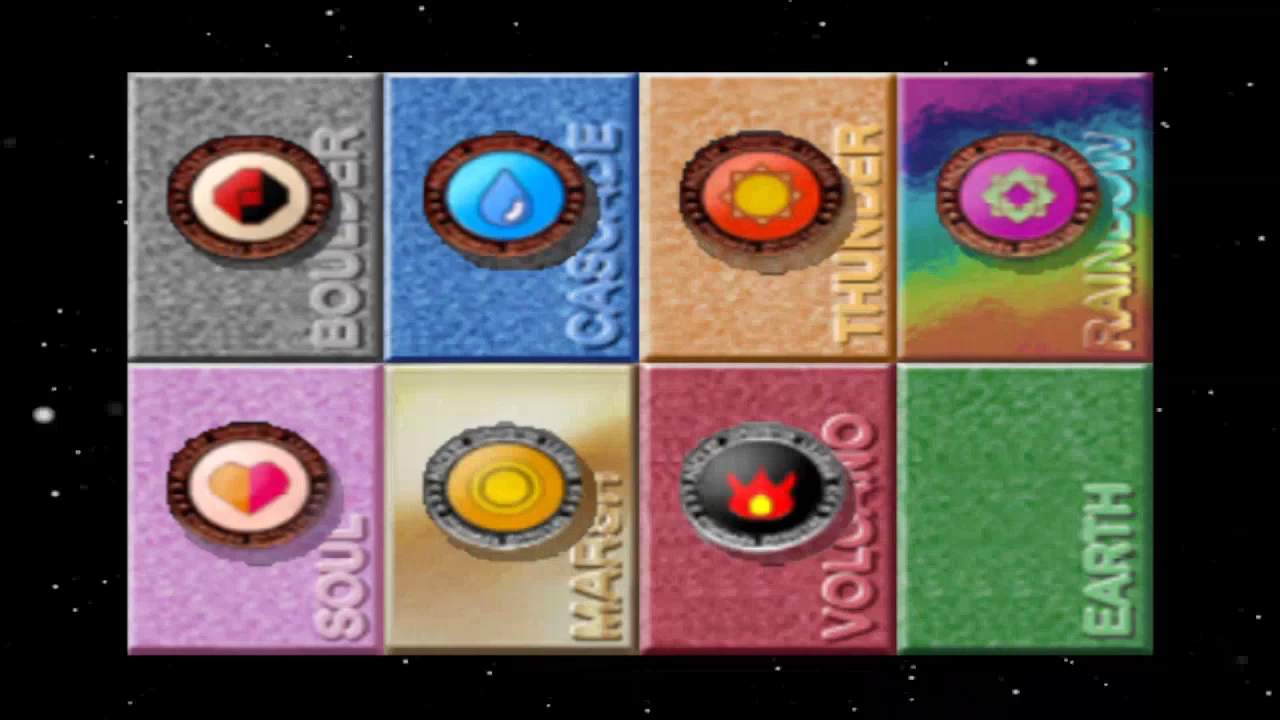 BOULDER
CASCADE
THUNDER
RAINBOW
SOUL
MARSH
VOLCANO
EARTH